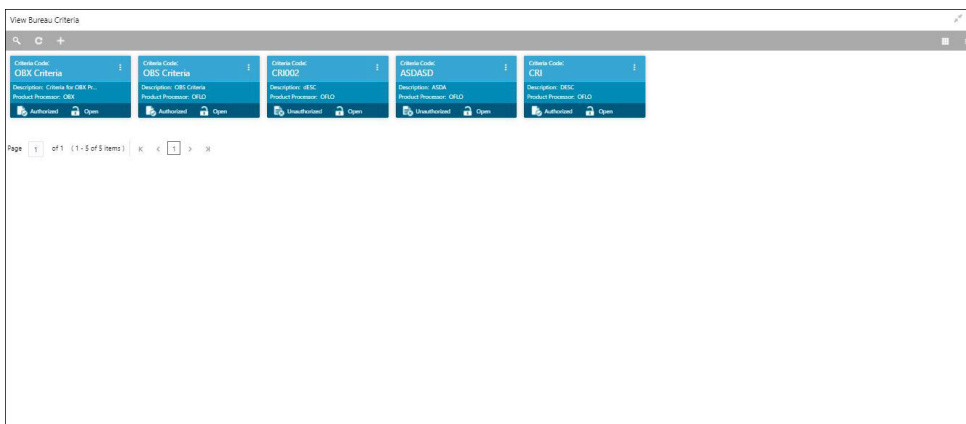 View Bureau Criteria
Criteria Code:
OBX Criteria
Description: Criteria for OBX Pr...
Product Processor: OBX
Authorized Open
Criteria Code:
OBS Criteria
Description: OBS Criteria
Product Processor: OFLO
Authorized Open
Criteria Code:
CRI002
Description: dESC
Product Processor: OFLO
Unauthorized Open
Criteria Code:
ASDASD
Description: ASDA
Product Processor: OFLO
Unauthorized Open
Criteria Code:
CRI
Description: DESC
Product Processor: OFLO
Authorized Open
Page 1 of 1 (1 - 5 of 5 items) 1